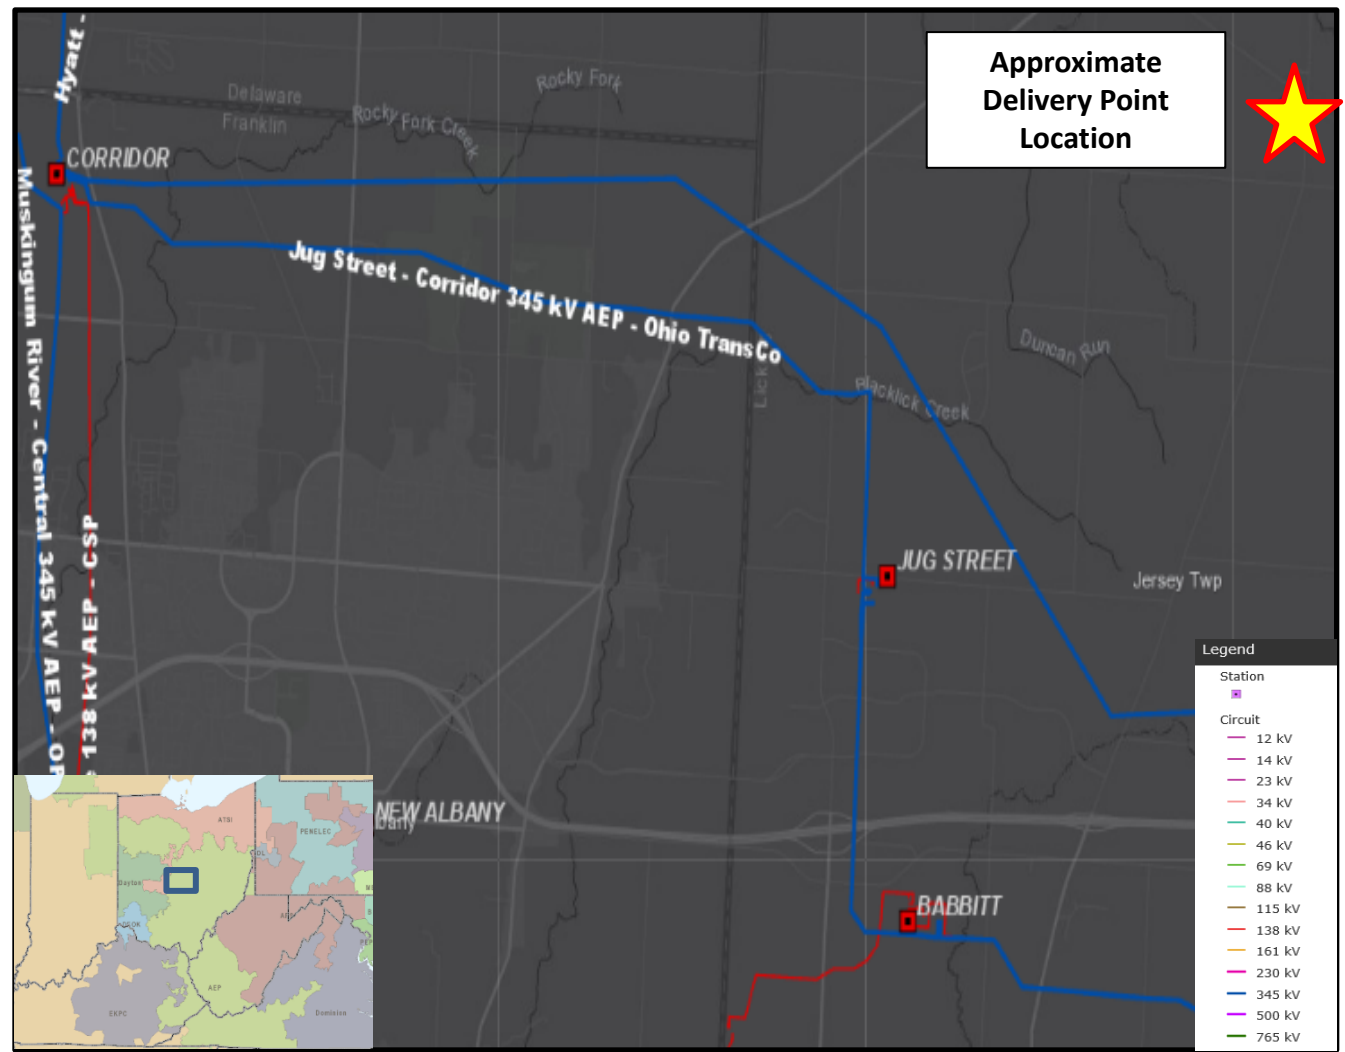 Approximate
Delivery Point
Location
Hyatt -
Delaware
Franklin
Rocky Fork Creek
Rocky Fork
CORRIDOR
Muskingum River - Central 345 kV AEP - OP
138 kV AEP - CSP
Jug Street - Corridor 345 kV AEP - Ohio TransCo
Lick
Duncan Run
Blacklick Creek
JUG STREET
Jersey Twp
NEW ALBANY
bany
BABBITT
Legend
Station
Circuit
12 kV
14 kV
23 kV
34 kV
40 kV
46 kV
69 kV
88 kV
115 kV
138 kV
161 kV
230 kV
345 kV
500 kV
765 kV
ATSI
PENELEC
Dayton
DEOK
AEP
EKPC
Dominion